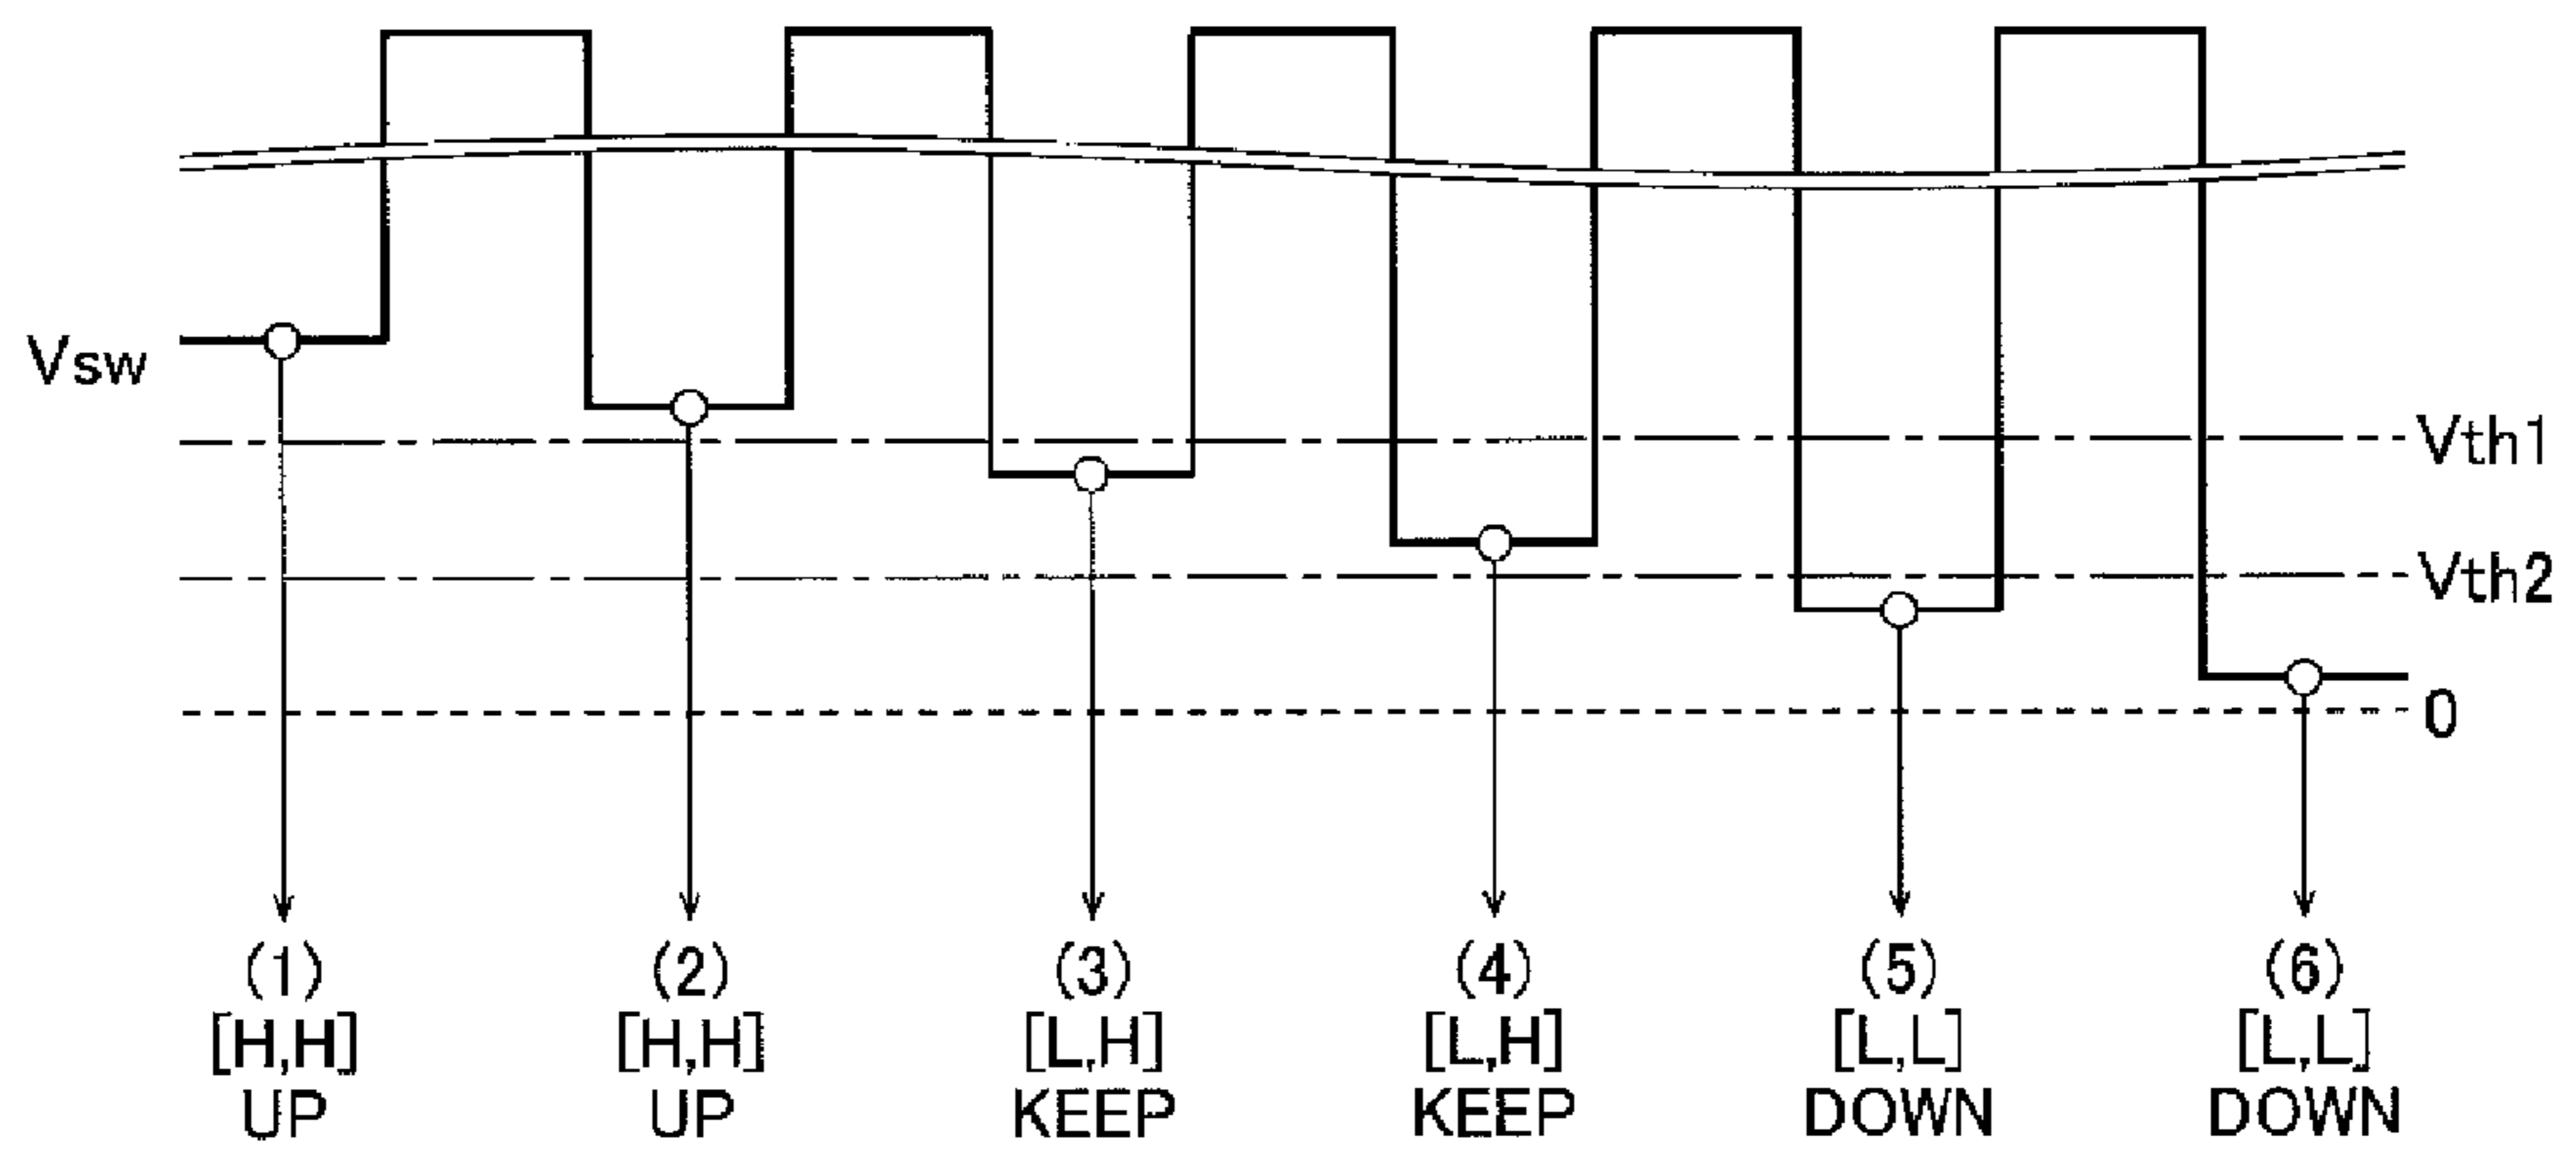 Vsw
Vth1
Vth2
0
(1) (2) (3) (4) (5) (6)
[H,H] [H,H] [L,H] [L,H] [L,L] [L,L]
UP UP KEEP KEEP DOWN DOWN